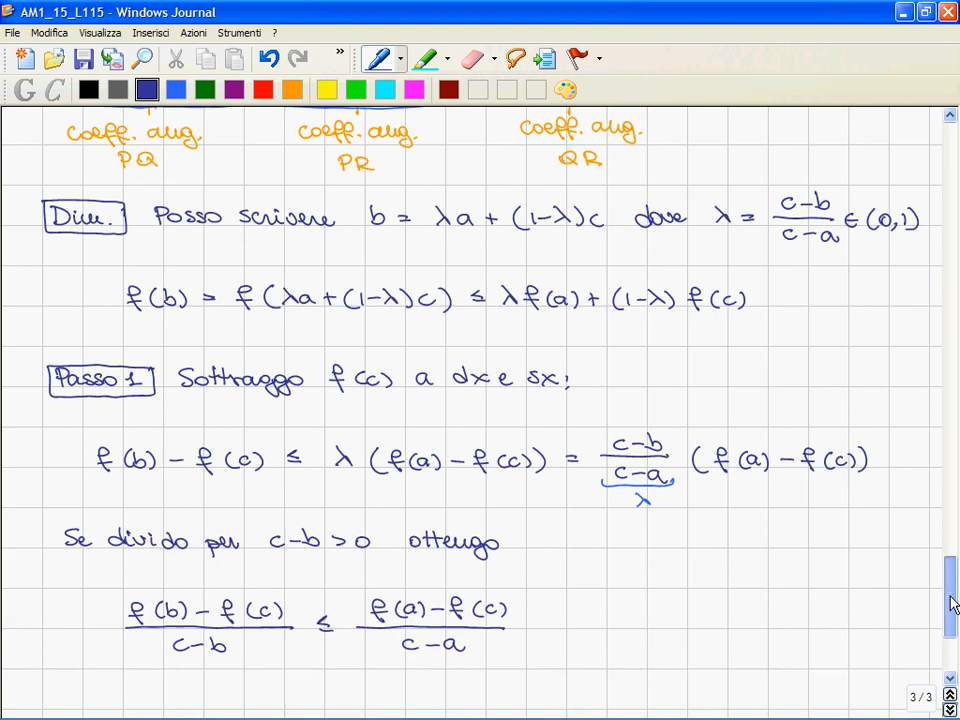 AM1_15_L115 - Windows Journal
File Modifica Visualizza Inserisci Azioni Strumenti ?
»
G C
coeff. ang. PQ
coeff. ang. PR
coeff. ang. QR
Dim. Posso scrivere b = λa + (1-λ)c dove λ = (c-b)/(c-a) ∈ (0,1)
f(b) = f(λa+(1-λ)c) ≤ λf(a) + (1-λ) f(c)
Passo 1 Sottraggo f(c) a dx e sx:
f(b) - f(c) ≤ λ (f(a) - f(c)) = (c-b)/(c-a) (f(a) - f(c))
λ
Se divido per c-b > 0 ottengo
(f(b) - f(c))/(c-b) ≤ (f(a) - f(c))/(c-a)
3 / 3